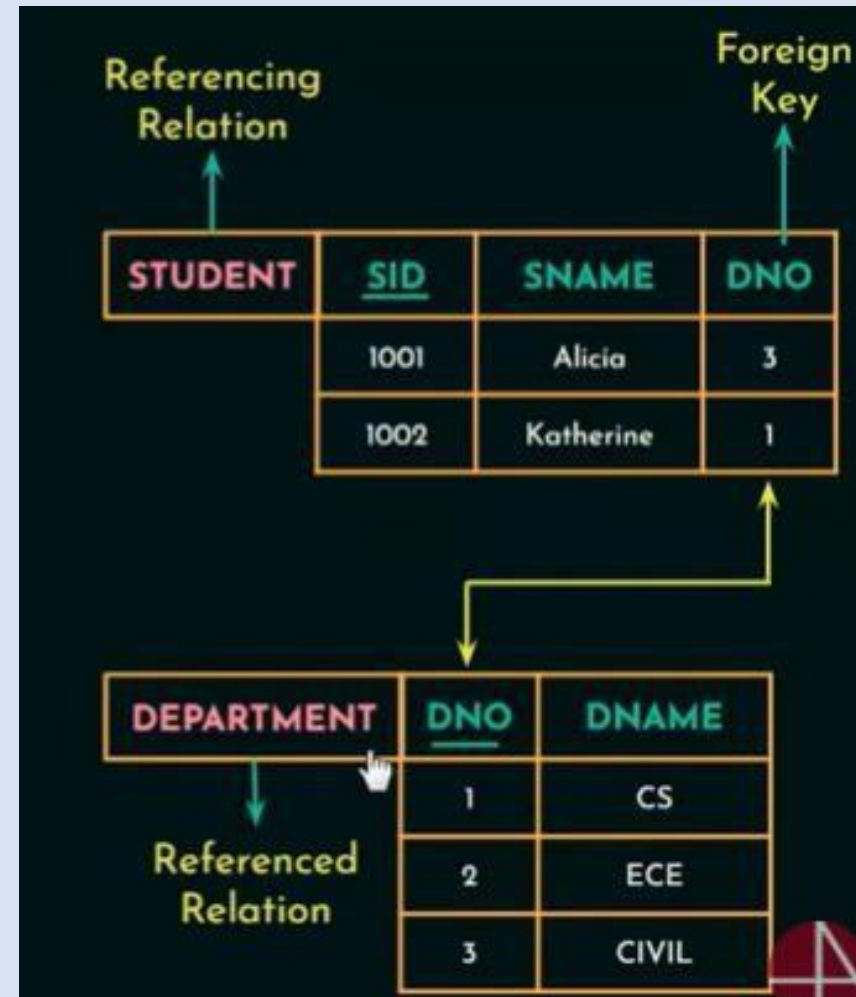 Referencing
Relation
Foreign
Key
STUDENT SID SNAME DNO
1001 Alicia 3
1002 Katherine 1
DEPARTMENT DNO DNAME
1 CS
2 ECE
3 CIVIL
Referenced
Relation